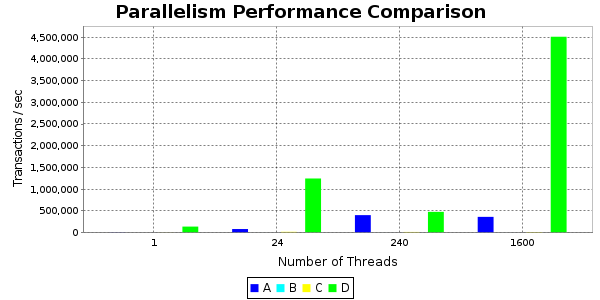 Parallelism Performance Comparison
Transactions / sec
4,500,000
4,000,000
3,500,000
3,000,000
2,500,000
2,000,000
1,500,000
1,000,000
500,000
0
1 24 240 1600
Number of Threads
A B C D